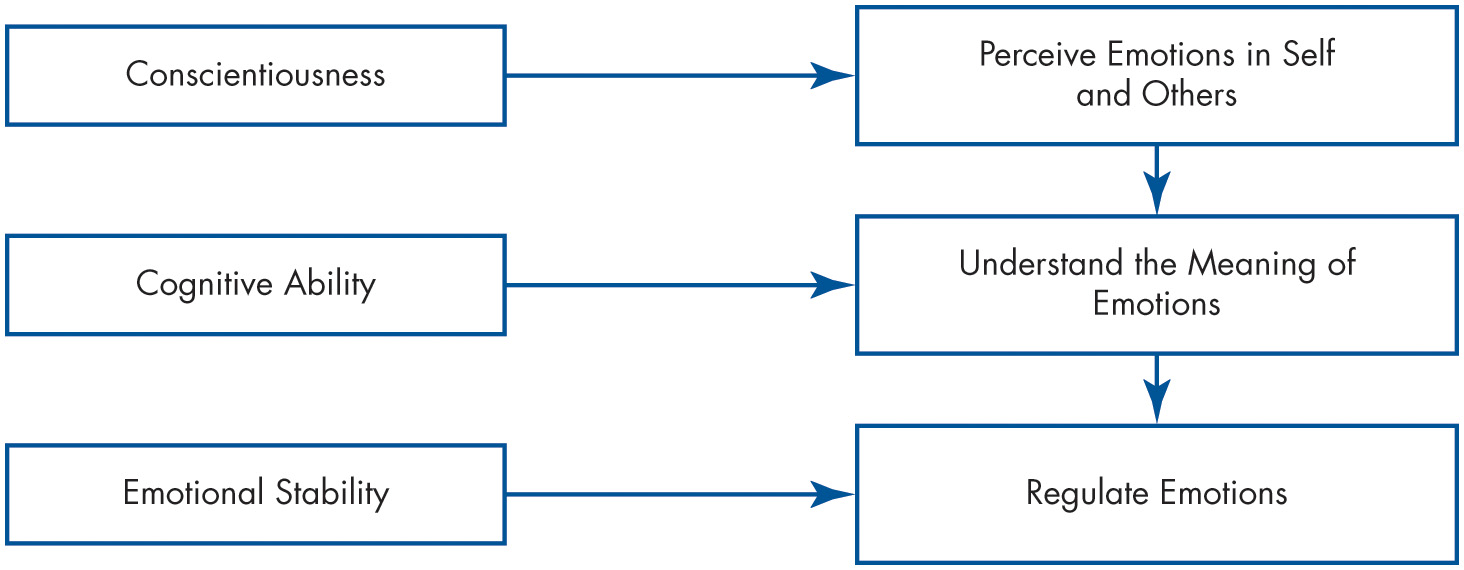 Conscientiousness
Perceive Emotions in Self
and Others
Cognitive Ability
Understand the Meaning of
Emotions
Emotional Stability
Regulate Emotions